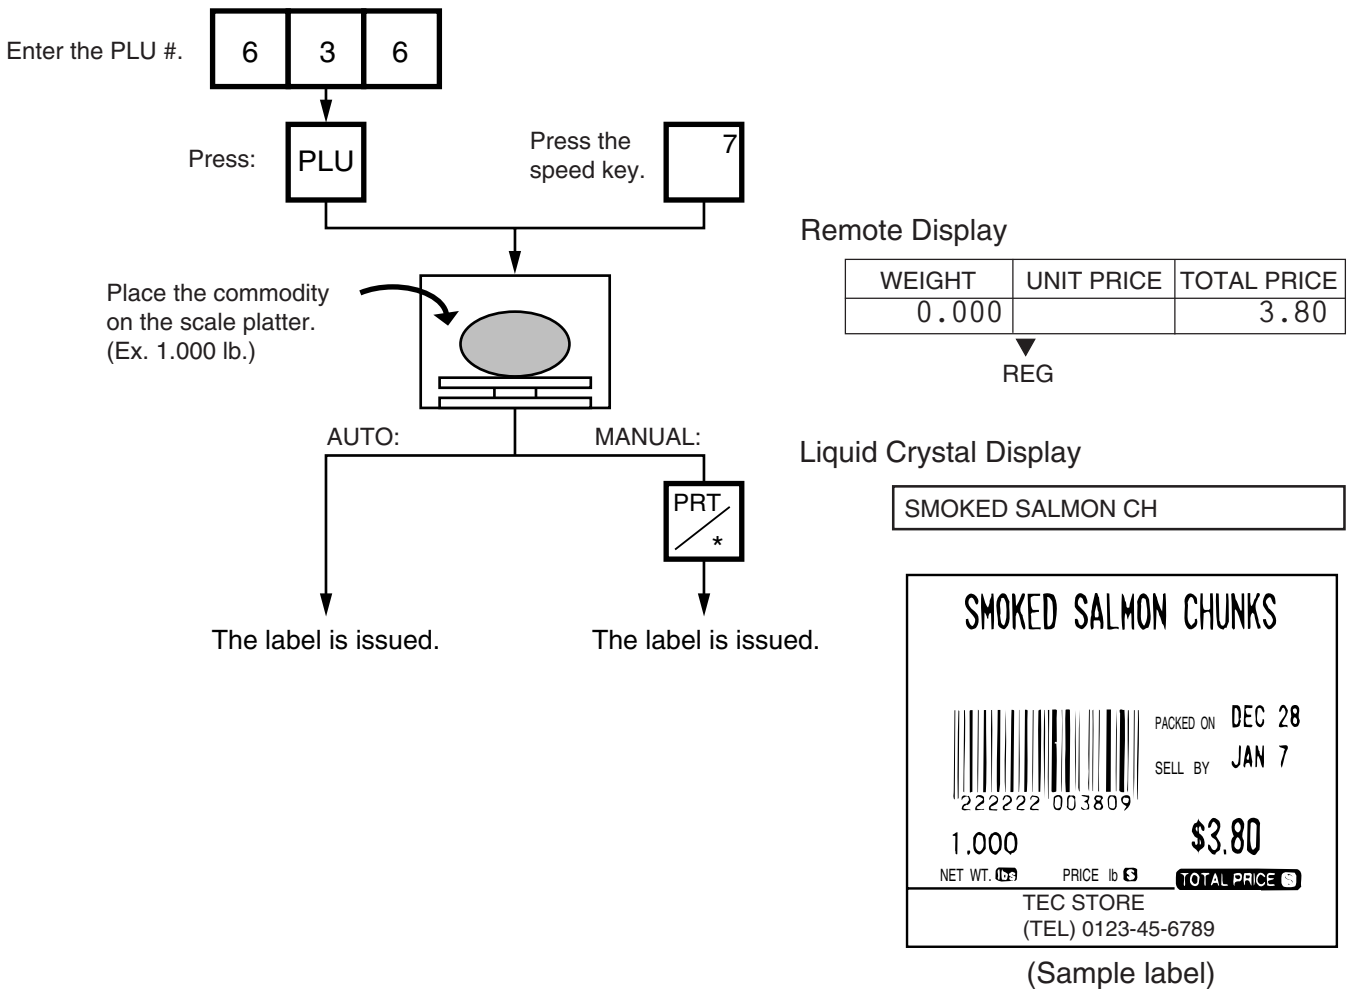 Enter the PLU #.
6 3 6
Press:
PLU
Press the
speed key.
7
Place the commodity
on the scale platter.
(Ex. 1.000 lb.)
AUTO:
MANUAL:
PRT
*
The label is issued.
The label is issued.
Remote Display
WEIGHT UNIT PRICE TOTAL PRICE
0.000 3.80
REG
Liquid Crystal Display
SMOKED SALMON CH
SMOKED SALMON CHUNKS
PACKED ON DEC 28
SELL BY JAN 7
222222 003809
1.000 $3.80
NET WT. lbs PRICE lb $ TOTAL PRICE $
TEC STORE
(TEL) 0123-45-6789
(Sample label)